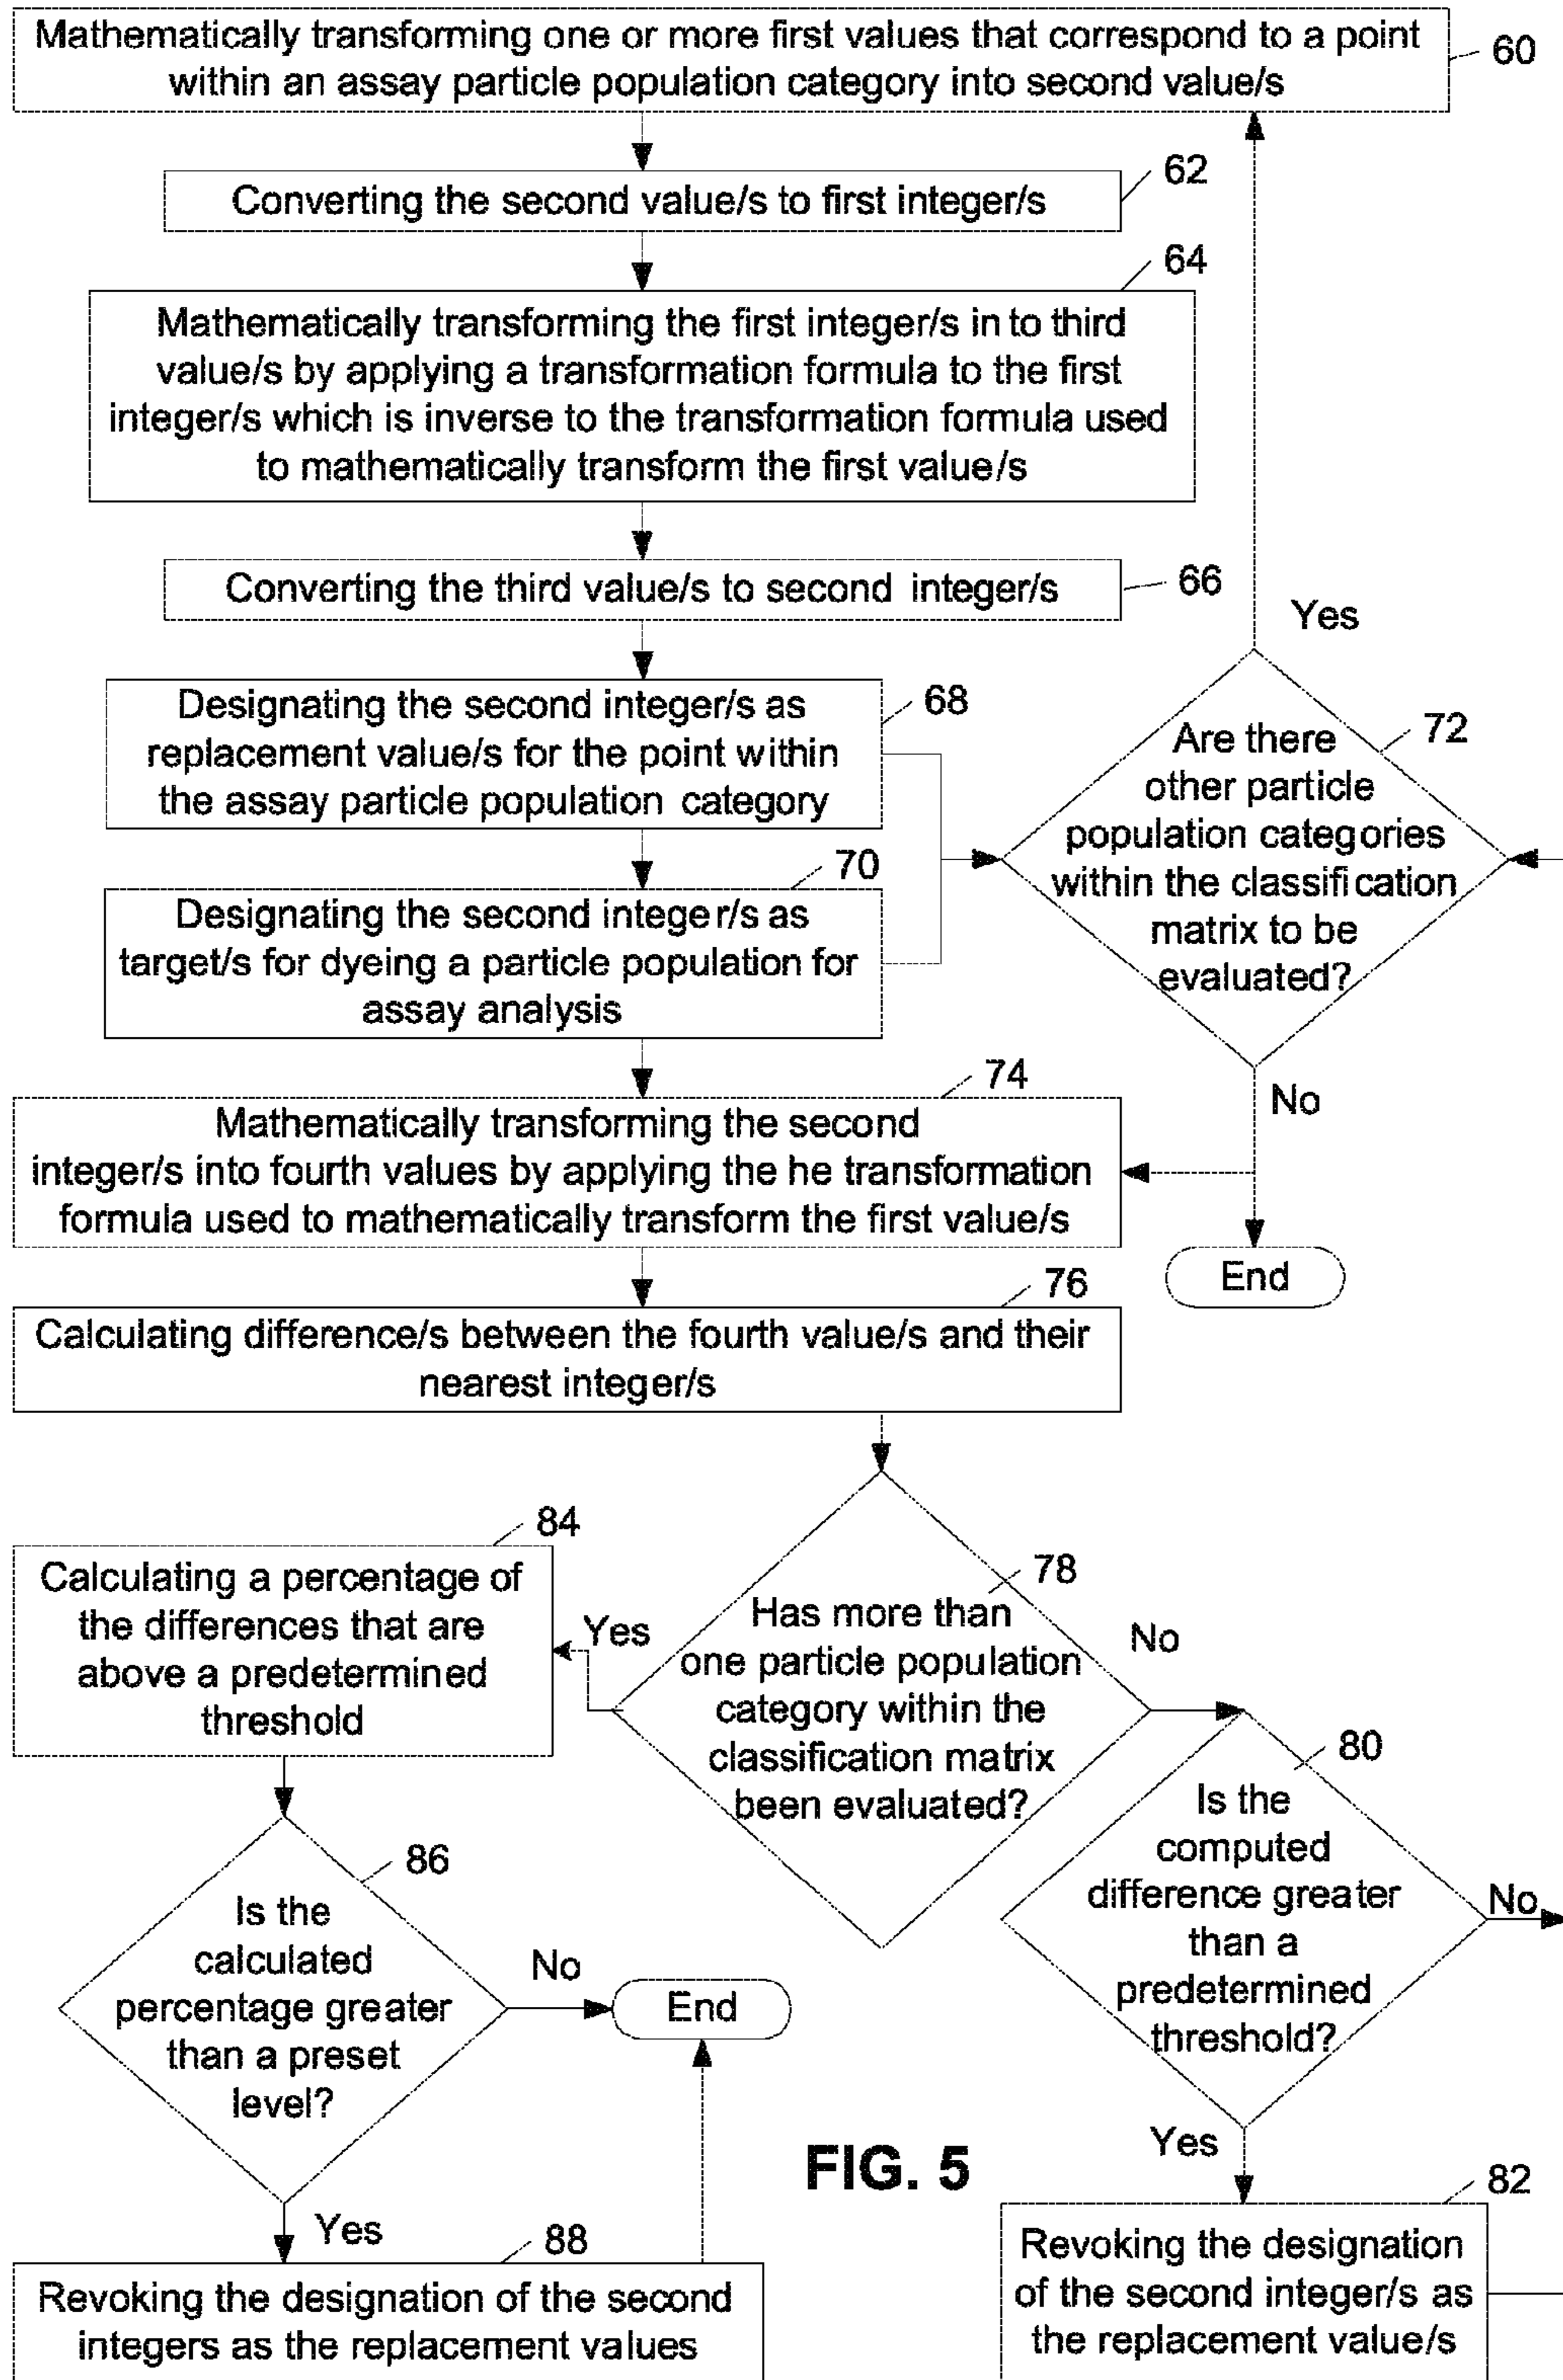 Mathematically transforming one or more first values that correspond to a point
within an assay particle population category into second value/s
60
Converting the second value/s to first integer/s
62
64
Mathematically transforming the first integer/s in to third
value/s by applying a transformation formula to the first
integer/s which is inverse to the transformation formula used
to mathematically transform the first value/s
Converting the third value/s to second integer/s
66
Yes
Designating the second integer/s as
replacement value/s for the point within
the assay particle population category
68
Are there
other particle
population categories
within the classification
matrix to be
evaluated?
72
70
Designating the second integer/s as
target/s for dyeing a particle population for
assay analysis
No
74
Mathematically transforming the second
integer/s into fourth values by applying the he transformation
formula used to mathematically transform the first value/s
End
76
Calculating difference/s between the fourth value/s and their
nearest integer/s
84
Calculating a percentage of
the differences that are
above a predetermined
threshold
Yes
78
Has more than
one particle population
category within the
classification matrix
been evaluated?
No
80
Is the
computed
difference greater
than a
predetermined
threshold?
No
86
Is the
calculated
percentage greater
than a preset
level?
No
End
Yes
FIG. 5
Yes
88
Revoking the designation of the second
integers as the replacement values
82
Revoking the designation
of the second integer/s as
the replacement value/s